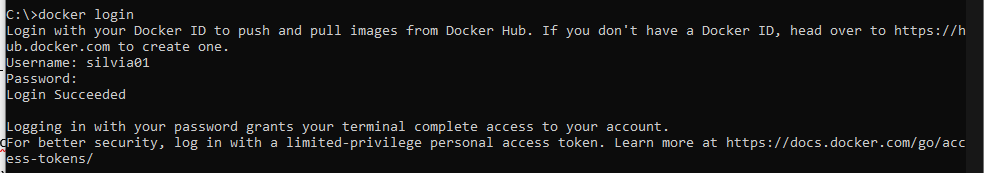 C:\>docker login
Login with your Docker ID to push and pull images from Docker Hub. If you don't have a Docker ID, head over to https://h
ub.docker.com to create one.
Username: silvia01
Password:
Login Succeeded
Logging in with your password grants your terminal complete access to your account.
For better security, log in with a limited-privilege personal access token. Learn more at https://docs.docker.com/go/acc
ess-tokens/